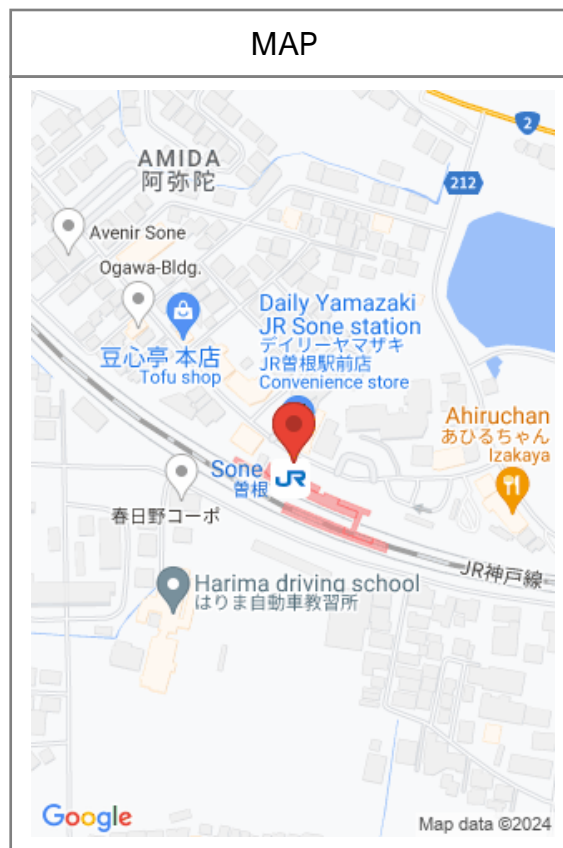 MAP
2
AMIDA
阿弥陀
212
Avenir Sone
Ogawa-Bldg.
Daily Yamazaki
JR Sone station
デイリーヤマザキ
JR曽根駅前店
Convenience store
豆心亭 本店
Tofu shop
Ahiruchan
あひるちゃん
Izakaya
Sone
曽根
JR
春日野コーポ
JR神戸線
Harima driving school
はりま自動車教習所
Google
Map data ©2024